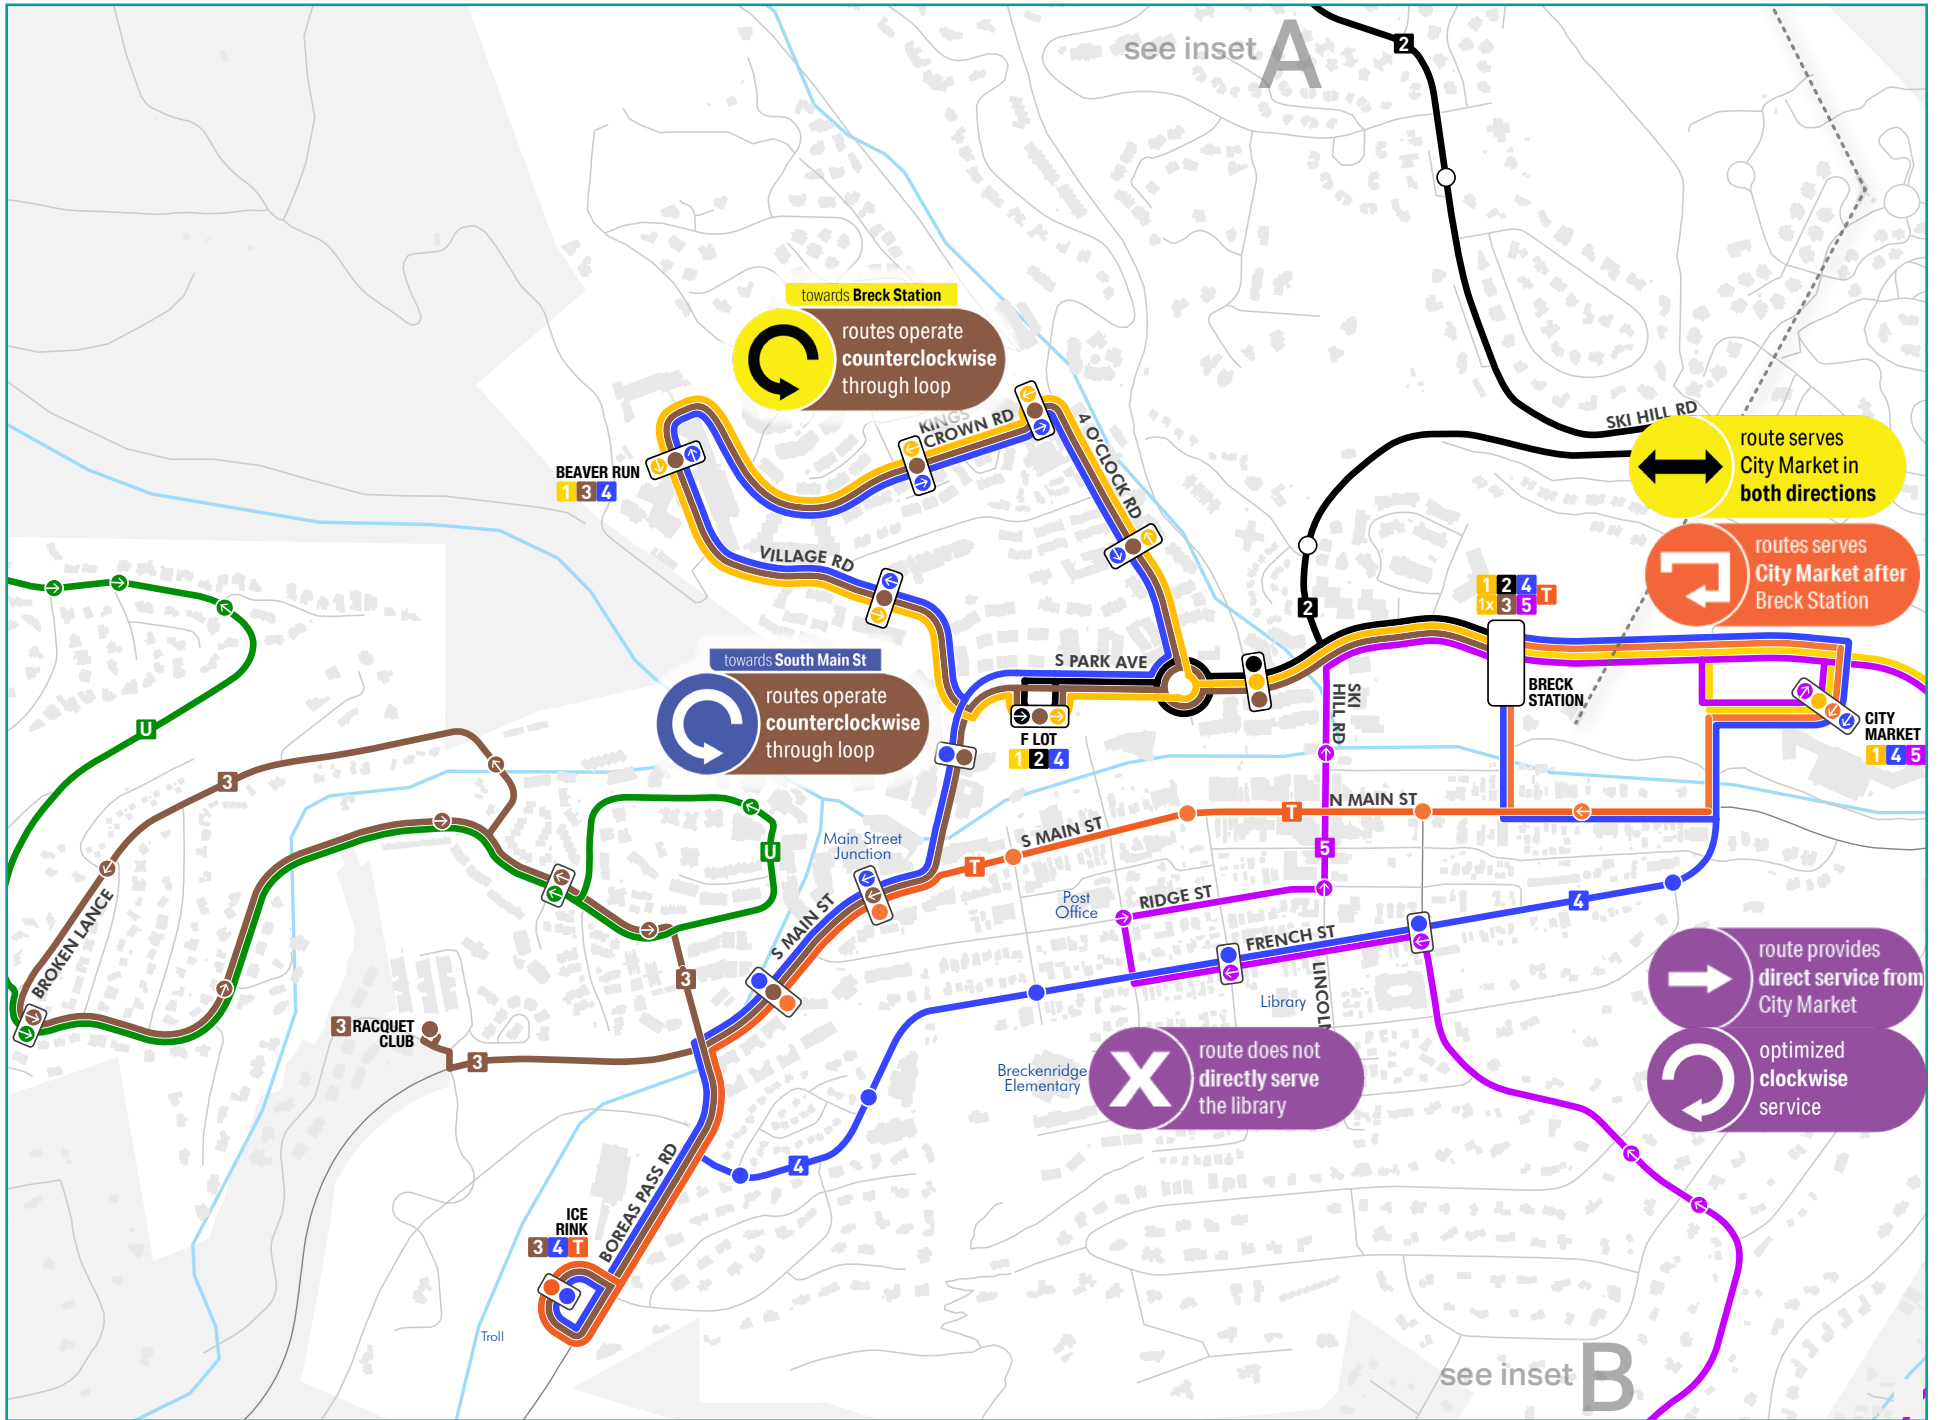 see inset A
2
towards Breck Station
routes operate
counterclockwise
through loop
KINGS
CROWN RD
4 O'CLOCK RD
SKI HILL RD
route serves
City Market in
both directions
BEAVER RUN
1 3 4
VILLAGE RD
routes serves
City Market after
Breck Station
1 2 4
1x 3 5 T
2
towards South Main St
routes operate
counterclockwise
through loop
S PARK AVE
F LOT
1 2 4
SKI
HILL RD
BRECK
STATION
CITY
MARKET
1 4 5
U
3
N MAIN ST
T
S MAIN ST
T
Main Street
Junction
U
5
Post
Office
RIDGE ST
4
S MAIN ST
BROKEN LANCE
FRENCH ST
LINCOLN
Library
route provides
direct service from
City Market
3
3 RACQUET
CLUB
3
Breckenridge
Elementary
route does not
directly serve
the library
optimized
clockwise
service
4
BOREAS PASS RD
ICE
RINK
3 4 T
Troll
see inset B